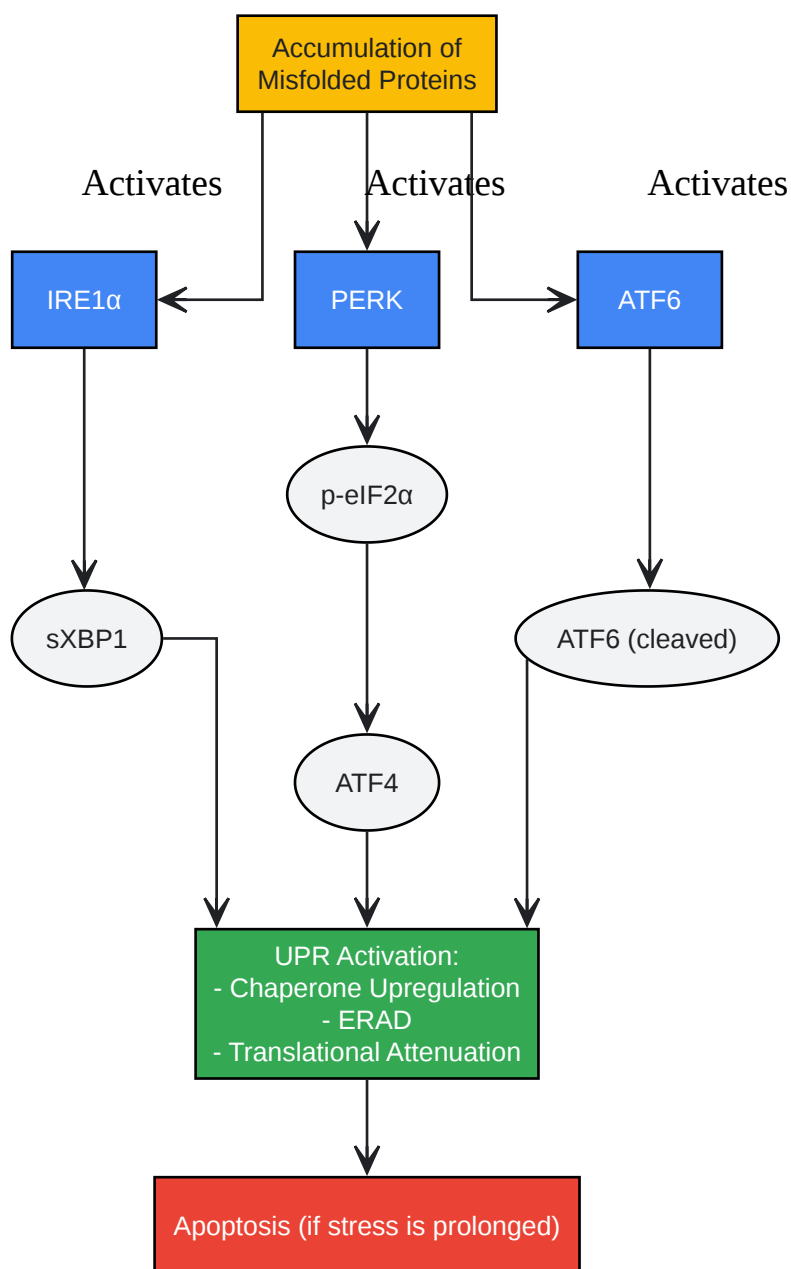 Accumulation of
Misfolded Proteins
Activates
Activates
Activates
IRE1α
PERK
ATF6
p-eIF2α
sXBP1
ATF6 (cleaved)
ATF4
UPR Activation:
- Chaperone Upregulation
- ERAD
- Translational Attenuation
Apoptosis (if stress is prolonged)